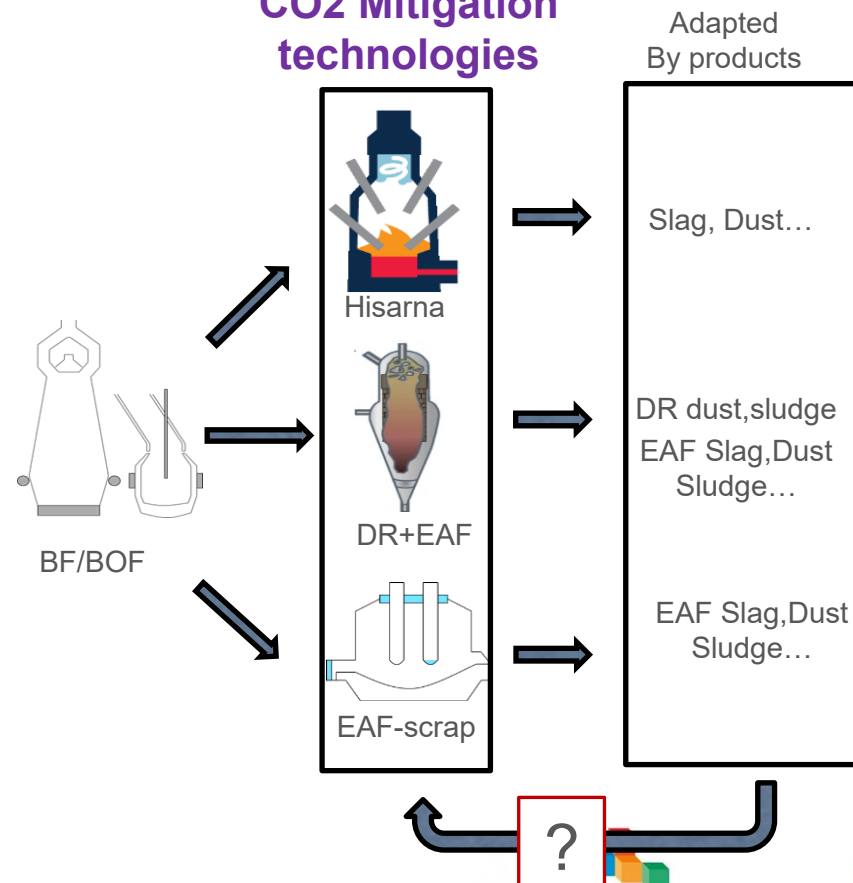 CO2 Mitigation
technologies
Adapted
By products
Hisarna
Slag, Dust…
BF/BOF
DR+EAF
DR dust,sludge
EAF Slag,Dust
Sludge…
EAF-scrap
EAF Slag,Dust
Sludge…
?